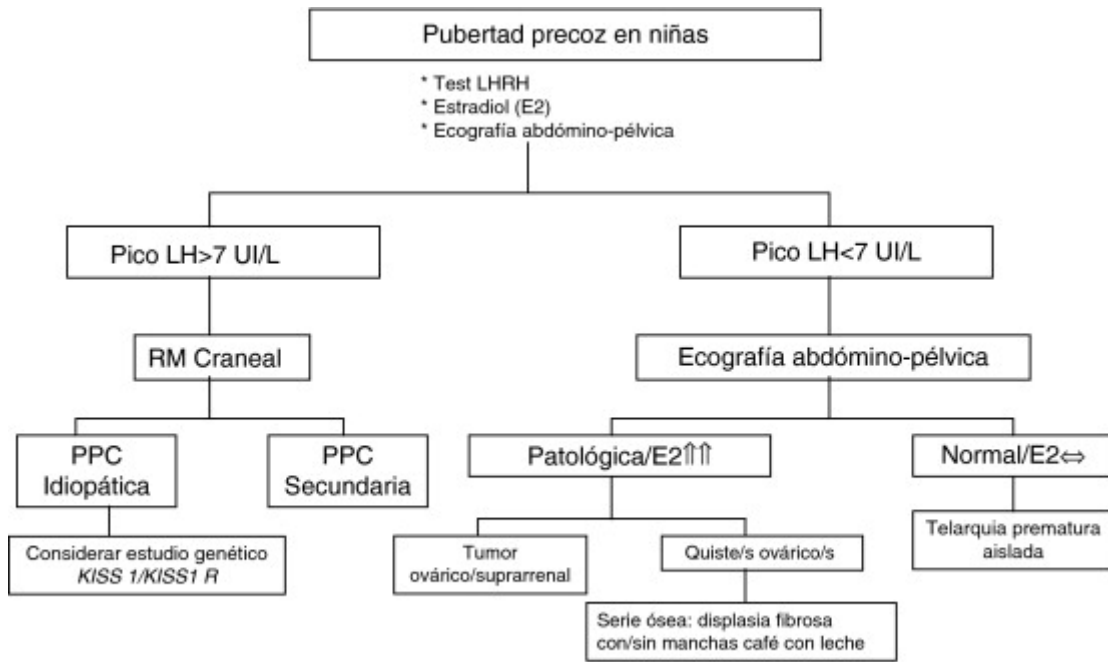 Pubertad precoz en niñas
* Test LHRH
* Estradiol (E2)
* Ecografía abdómino-pélvica
Pico LH>7 UI/L
Pico LH<7 UI/L
RM Craneal
Ecografía abdómino-pélvica
PPC
Idiopática
PPC
Secundaria
Patológica/E2⇑⇑
Normal/E2⇔
Considerar estudio genético
KISS 1/KISS1 R
Tumor
ovárico/suprarrenal
Quiste/s ovárico/s
Telarquia prematura
aislada
Serie ósea: displasia fibrosa
con/sin manchas café con leche